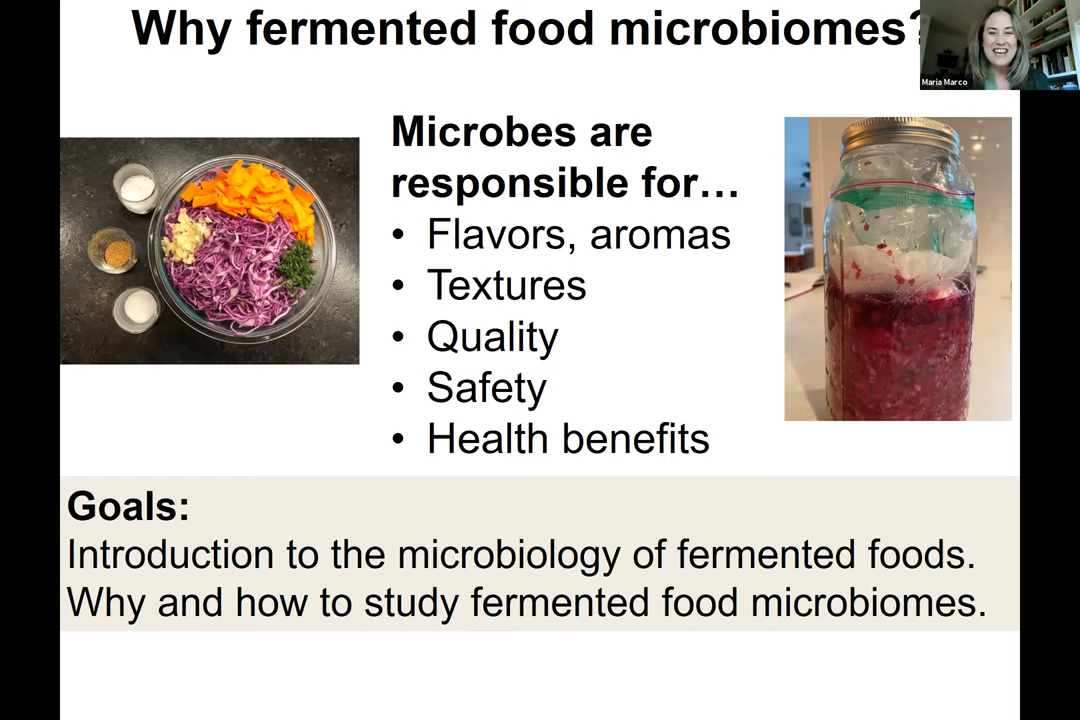 Why fermented food microbiomes?
Maria Marco
Microbes are
responsible for…
• Flavors, aromas
• Textures
• Quality
• Safety
• Health benefits
Goals:
Introduction to the microbiology of fermented foods.
Why and how to study fermented food microbiomes.